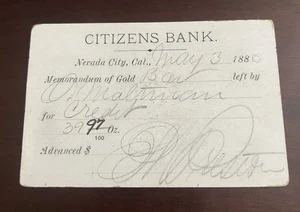 CITIZENS BANK.
Nevada City, Cal., May 3 188
Memorandum of Gold Bar left by
for Credit
39 97/100 Oz.
Advanced $